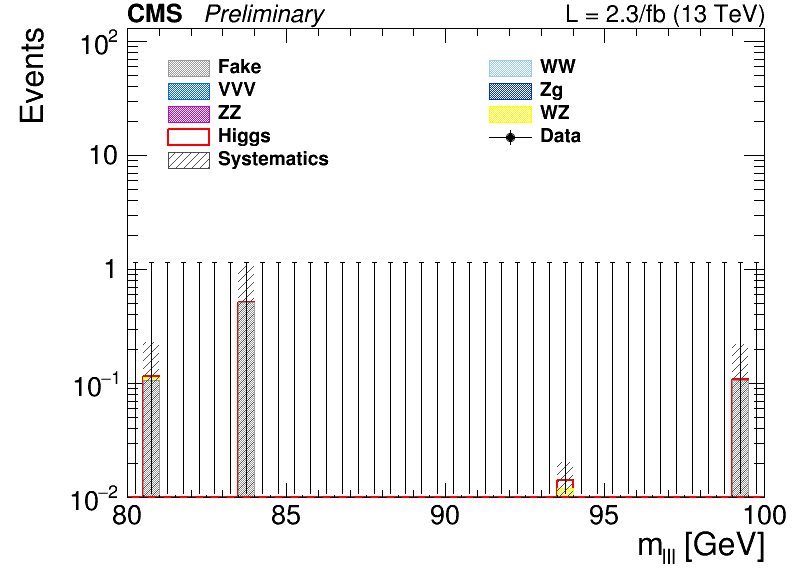 CMS Preliminary L = 2.3/fb (13 TeV)
Events
10²
10
1
10⁻¹
10⁻²
Fake WW
VVV Zg
ZZ WZ
Higgs Data
Systematics
80 85 90 95 100
m_lll [GeV]